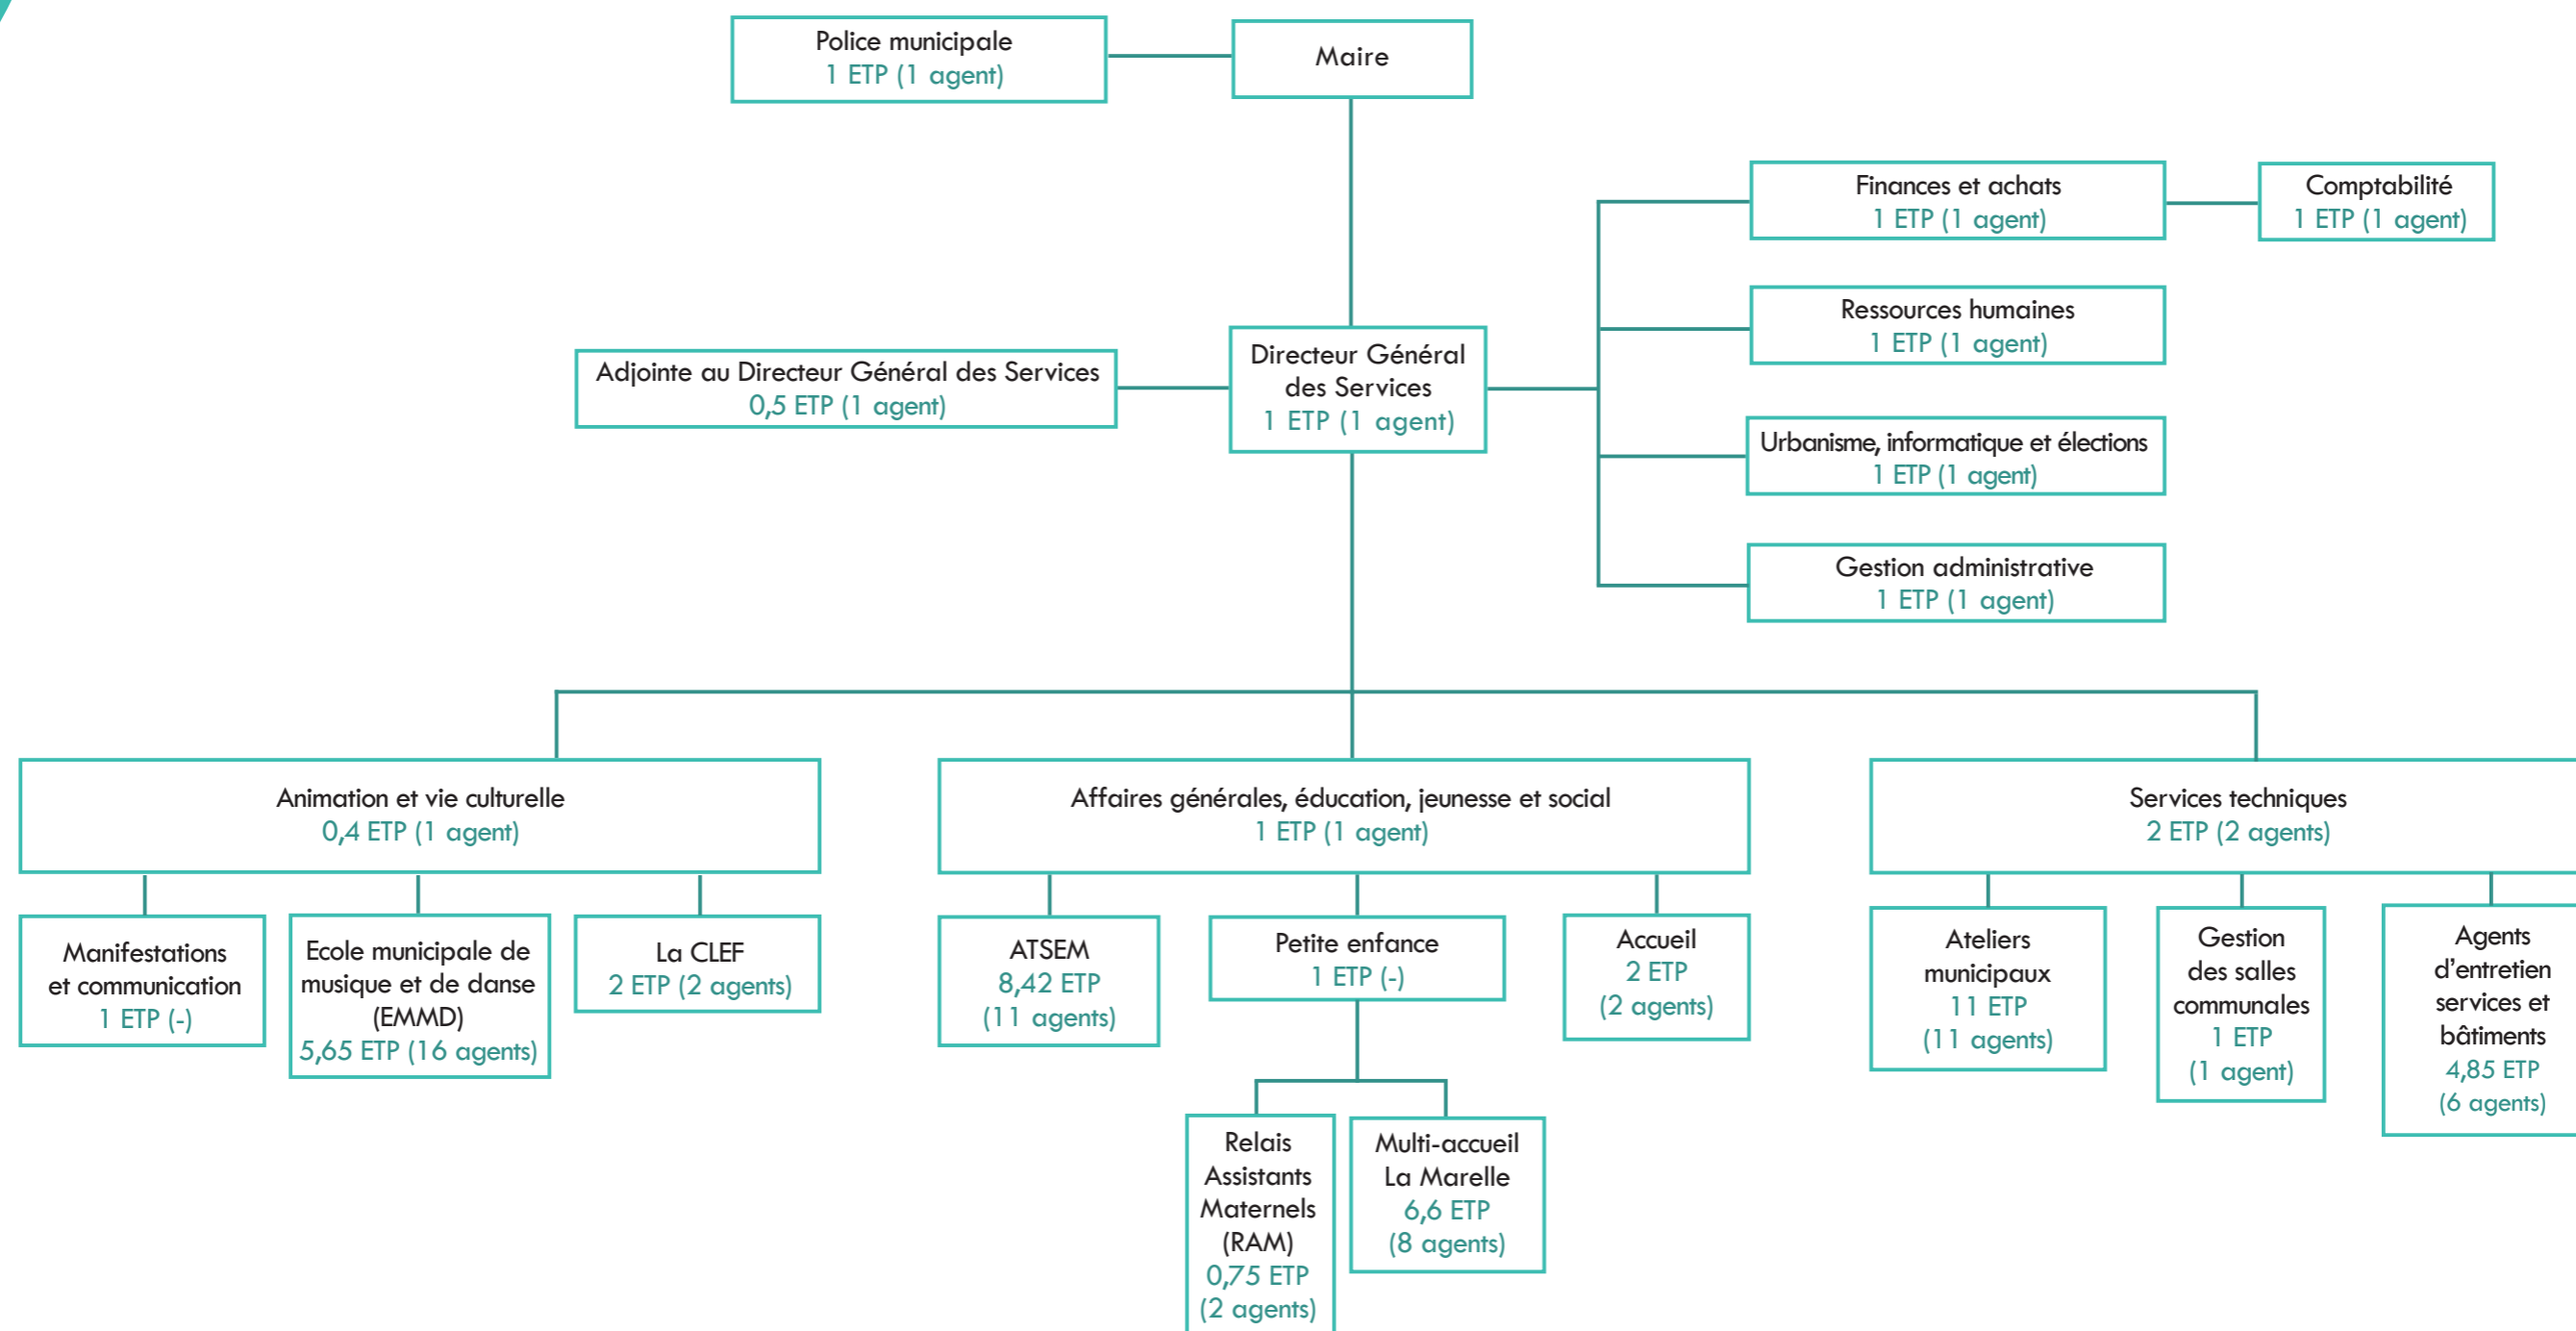 Police municipale
1 ETP (1 agent)
Maire
Finances et achats
1 ETP (1 agent)
Comptabilité
1 ETP (1 agent)
Ressources humaines
1 ETP (1 agent)
Adjointe au Directeur Général des Services
0,5 ETP (1 agent)
Directeur Général
des Services
1 ETP (1 agent)
Urbanisme, informatique et élections
1 ETP (1 agent)
Gestion administrative
1 ETP (1 agent)
Animation et vie culturelle
0,4 ETP (1 agent)
Affaires générales, éducation, jeunesse et social
1 ETP (1 agent)
Services techniques
2 ETP (2 agents)
Manifestations
et communication
1 ETP (-)
Ecole municipale de
musique et de danse
(EMMD)
5,65 ETP (16 agents)
La CLEF
2 ETP (2 agents)
ATSEM
8,42 ETP
(11 agents)
Petite enfance
1 ETP (-)
Accueil
2 ETP
(2 agents)
Ateliers
municipaux
11 ETP
(11 agents)
Gestion
des salles
communales
1 ETP
(1 agent)
Agents
d'entretien
services et
bâtiments
4,85 ETP
(6 agents)
Relais
Assistants
Maternels
(RAM)
0,75 ETP
(2 agents)
Multi-accueil
La Marelle
6,6 ETP
(8 agents)